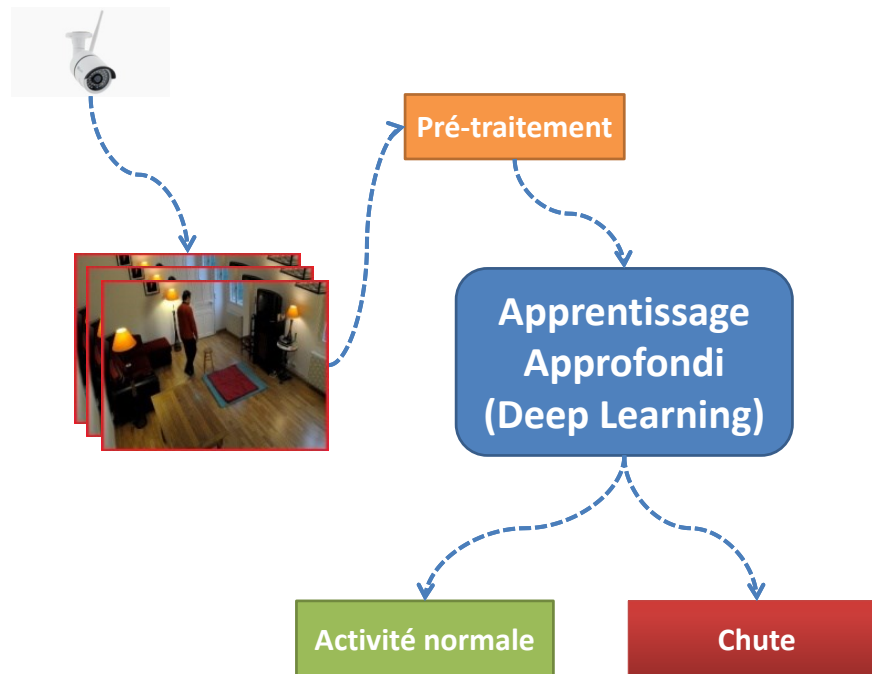 Pré-traitement
Apprentissage
Approfondi
(Deep Learning)
Activité normale
Chute